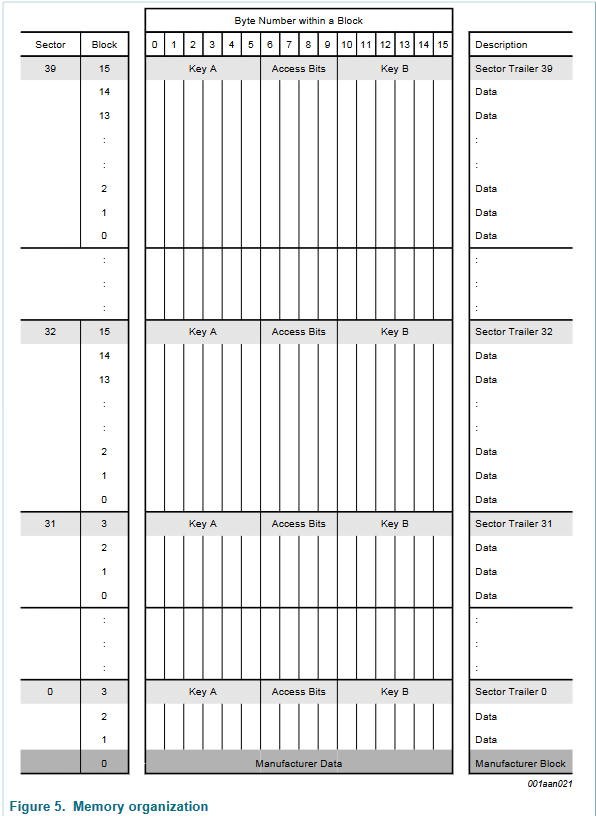 Byte Number within a Block
Sector Block 0 1 2 3 4 5 6 7 8 9 10 11 12 13 14 15 Description
39 15 Key A Access Bits Key B Sector Trailer 39
14 Data
13 Data
: :
: :
2 Data
1 Data
0 Data
: :
: :
: :
32 15 Key A Access Bits Key B Sector Trailer 32
14 Data
13 Data
: :
: :
2 Data
1 Data
0 Data
31 3 Key A Access Bits Key B Sector Trailer 31
2 Data
1 Data
0 Data
: :
: :
: :
0 3 Key A Access Bits Key B Sector Trailer 0
2 Data
1 Data
0 Manufacturer Data Manufacturer Block
001aan021
Figure 5. Memory organization